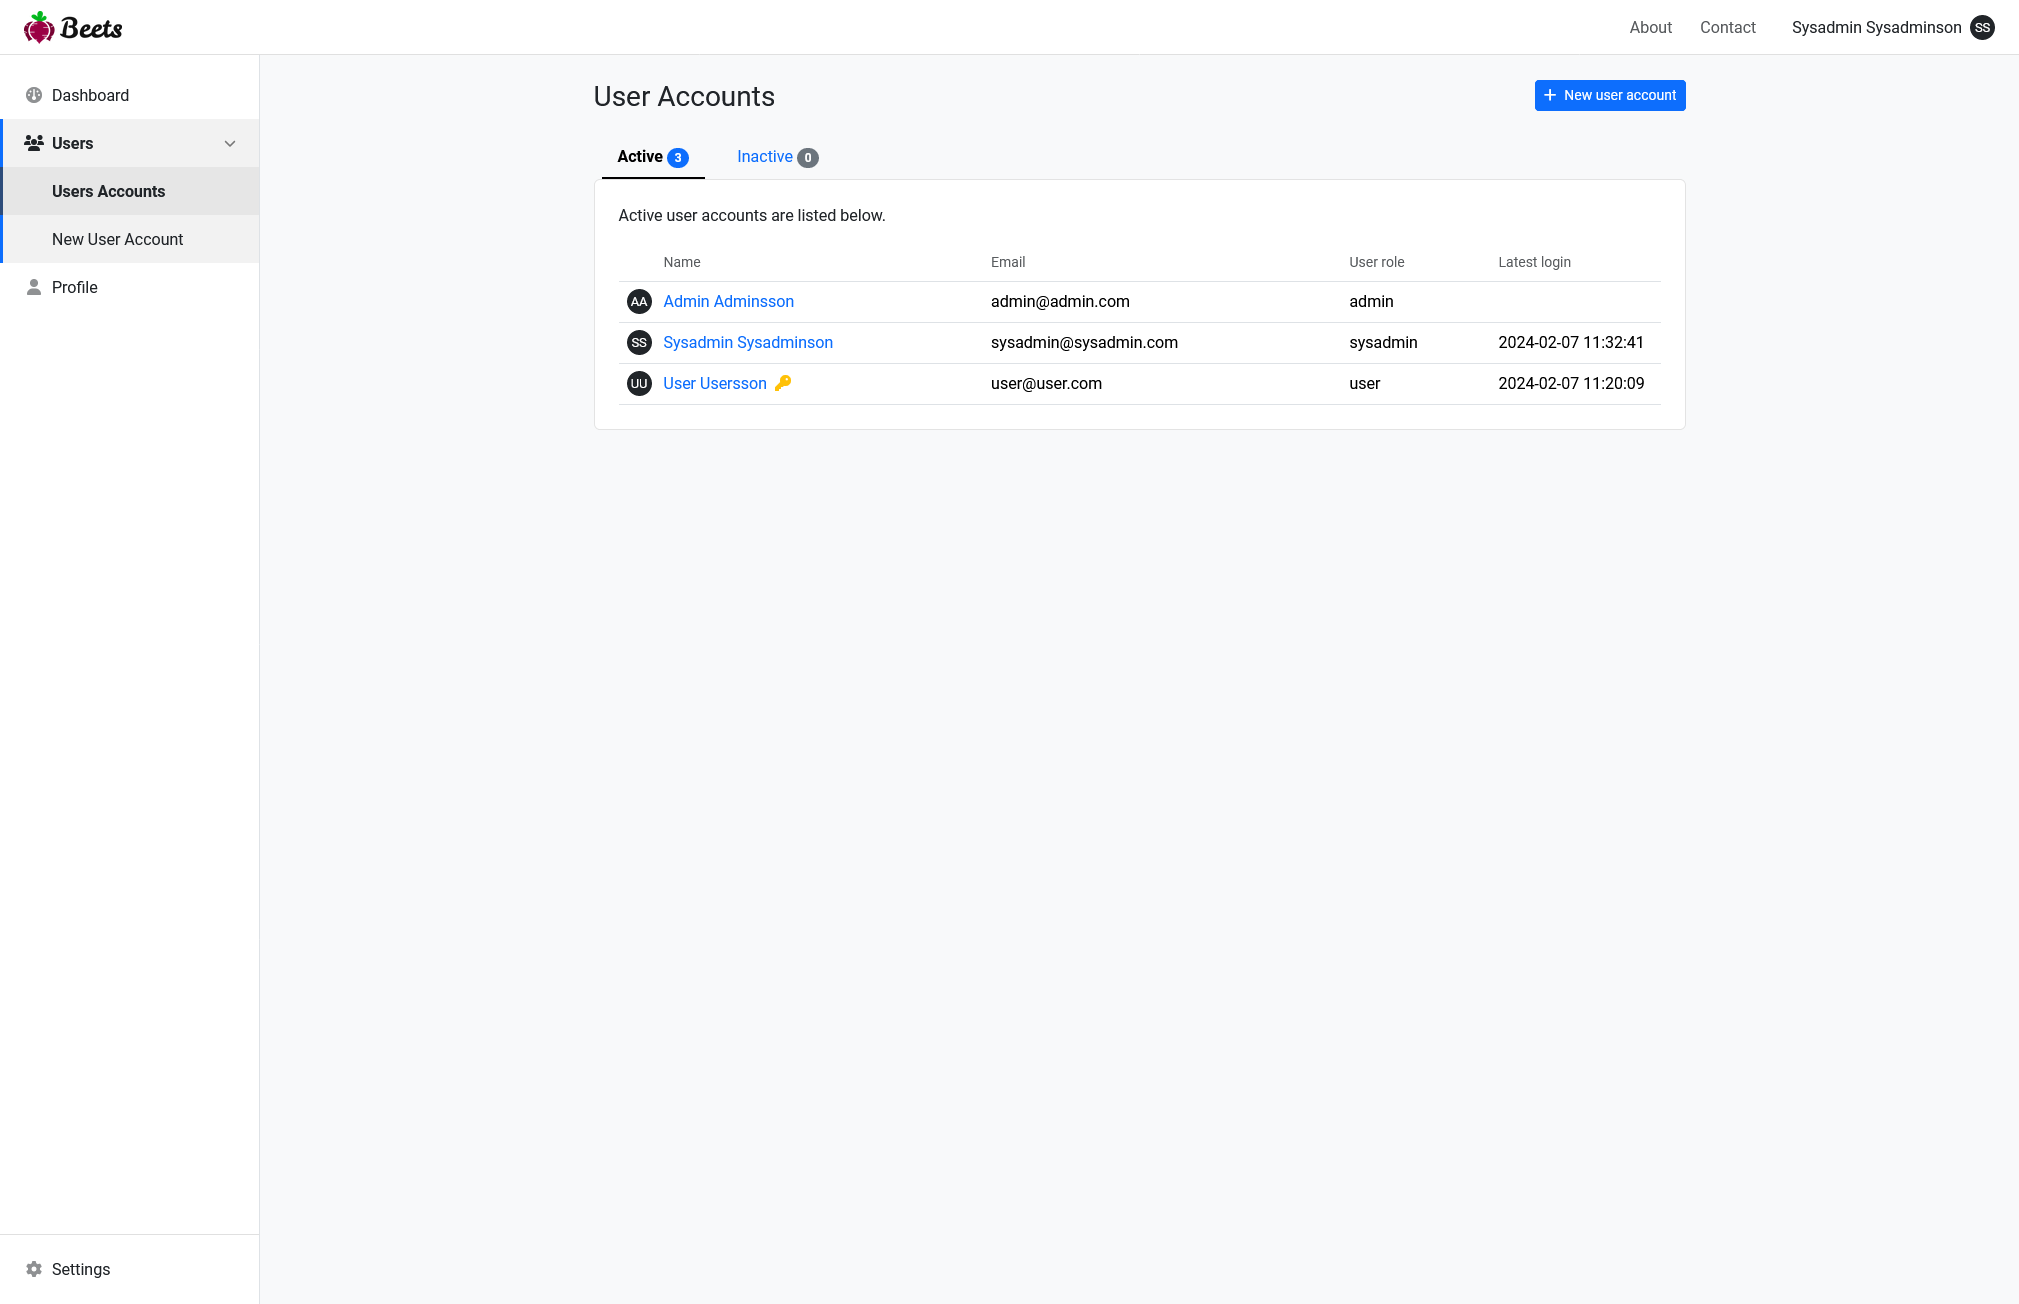 Beets
About Contact Sysadmin Sysadminson SS
Dashboard
Users
Users Accounts
New User Account
Profile
Settings
User Accounts
New user account
Active 3 Inactive 0
Active user accounts are listed below.
Name Email User role Latest login
AA Admin Adminsson admin@admin.com admin
SS Sysadmin Sysadminson sysadmin@sysadmin.com sysadmin 2024-02-07 11:32:41
UU User Usersson user@user.com user 2024-02-07 11:20:09